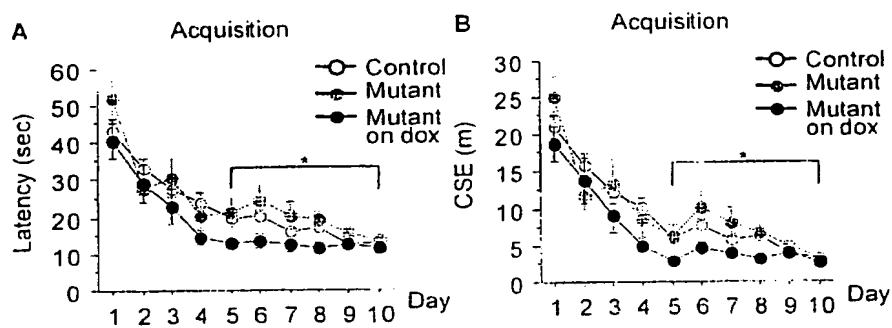 A
Acquisition
Control
Mutant
Mutant
on dox
Latency (sec)
60
50
40
30
20
10
0
*
1 2 3 4 5 6 7 8 9 10
Day
B
Acquisition
Control
Mutant
Mutant
on dox
CSE (m)
30
25
20
15
10
5
0
*
1 2 3 4 5 6 7 8 9 10
Day